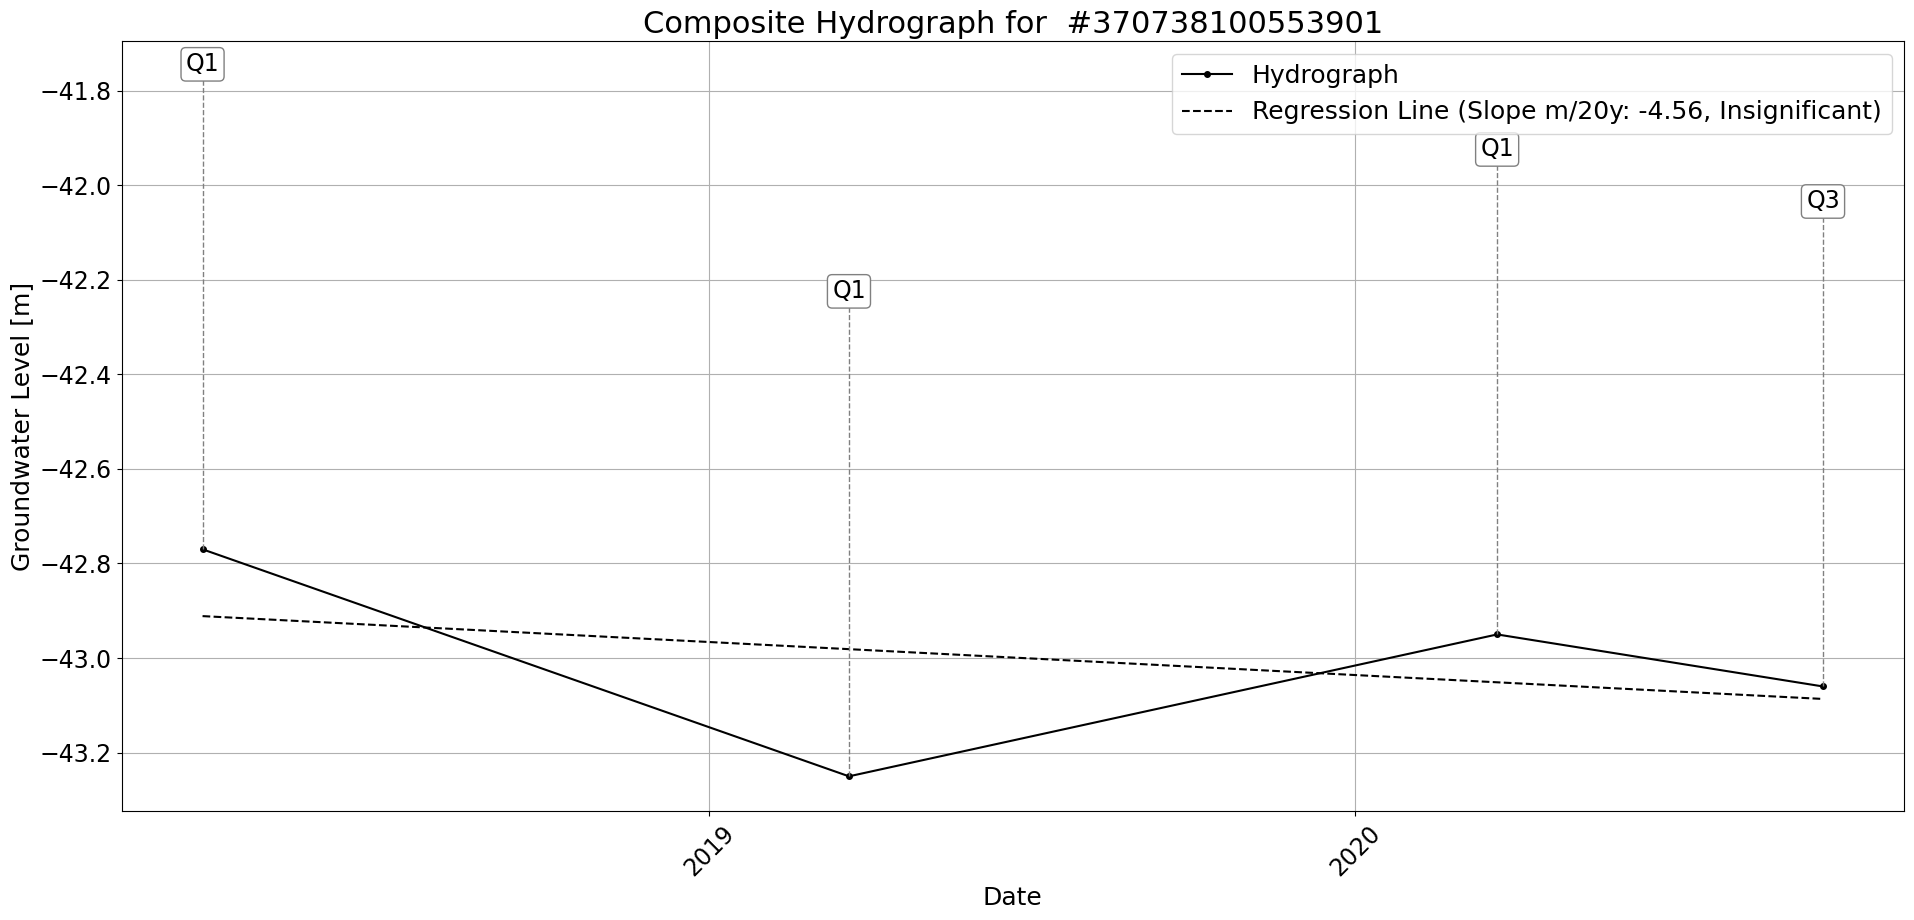 Composite Hydrograph for  #370738100553901
Hydrograph
Regression Line (Slope m/20y: -4.56, Insignificant)
Q1
Q1
Q1
Q3
−41.8
−42.0
−42.2
−42.4
−42.6
−42.8
−43.0
−43.2
Groundwater Level [m]
2019
2020
Date